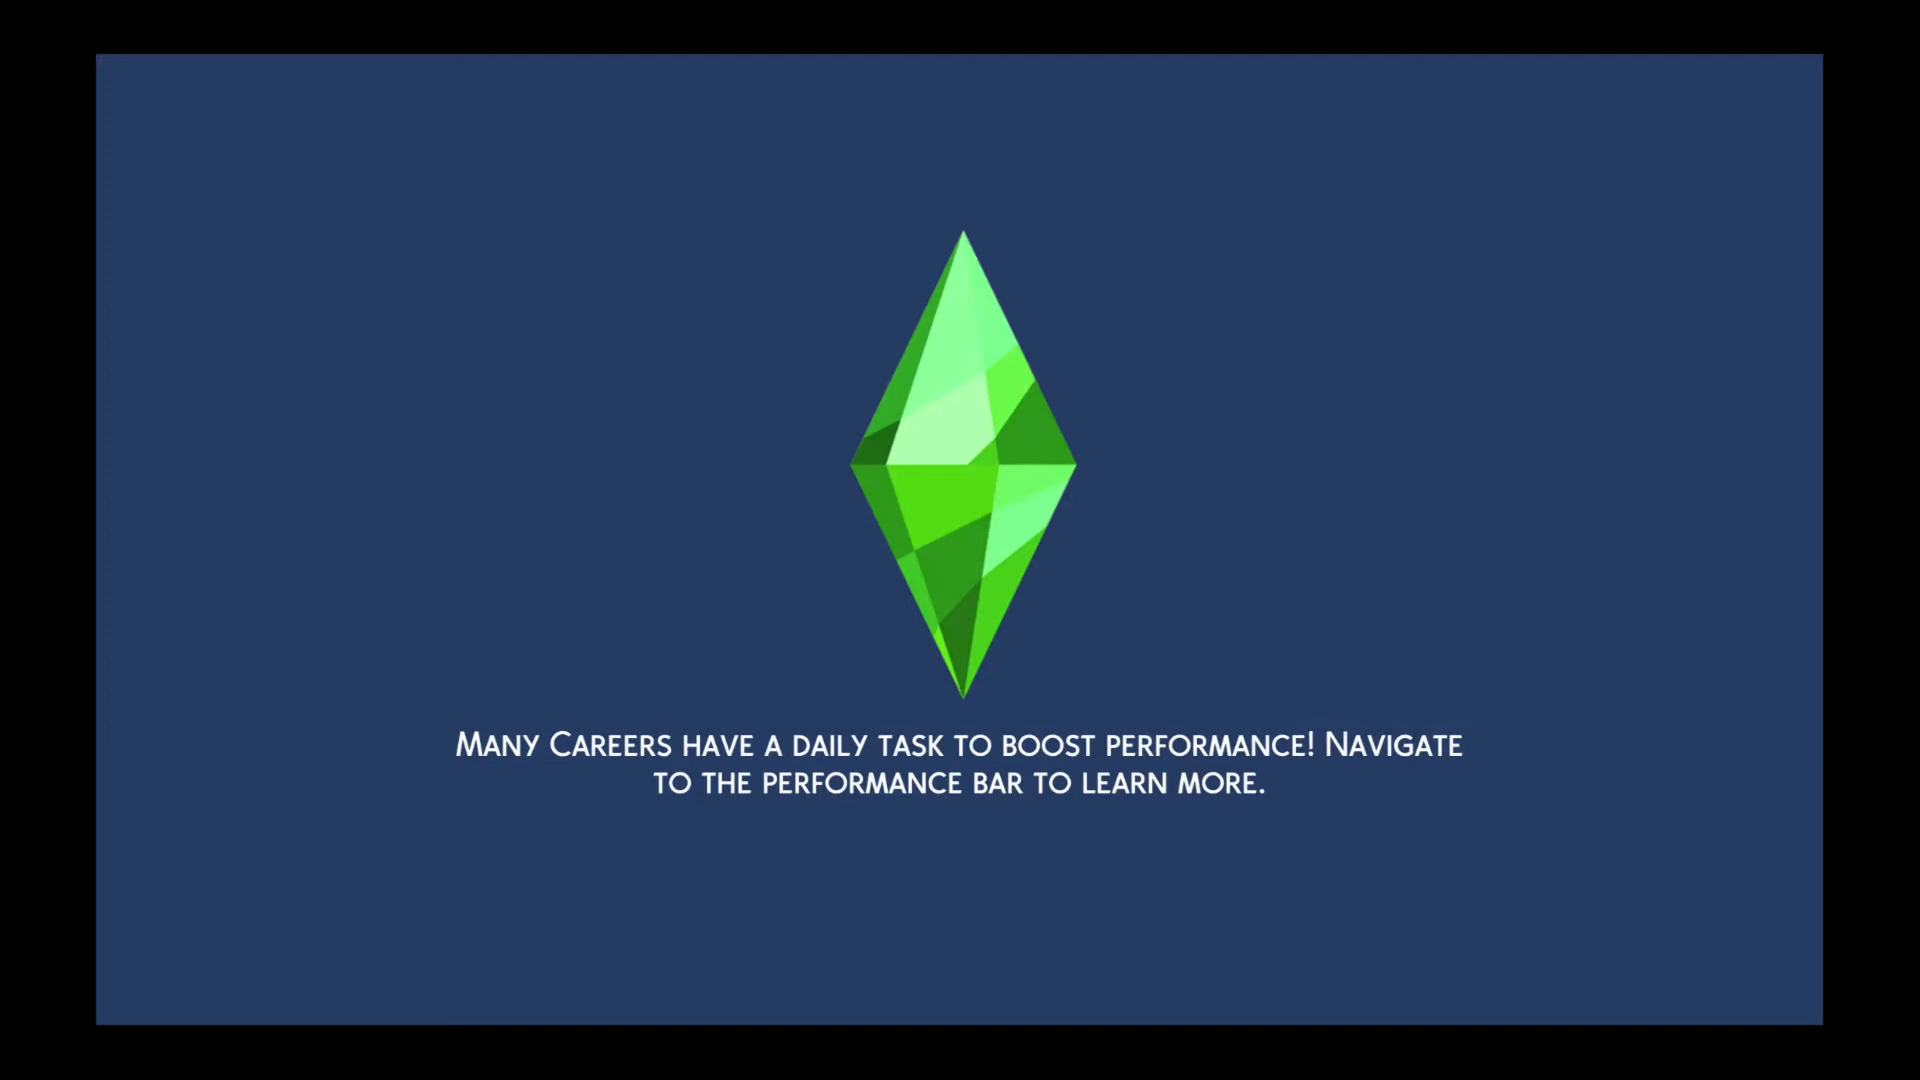 Many Careers have a daily task to boost performance! Navigate
to the performance bar to learn more.